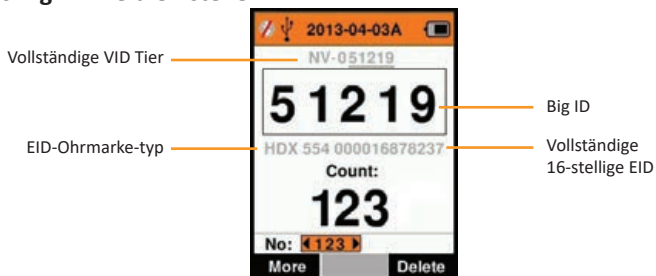 2013-04-03A
Vollständige VID Tier
NV-051219
51219
Big ID
EID-Ohrmarke-typ
HDX 554 000016878237
Vollständige
16-stellige EID
Count:
123
No: 123
More Delete